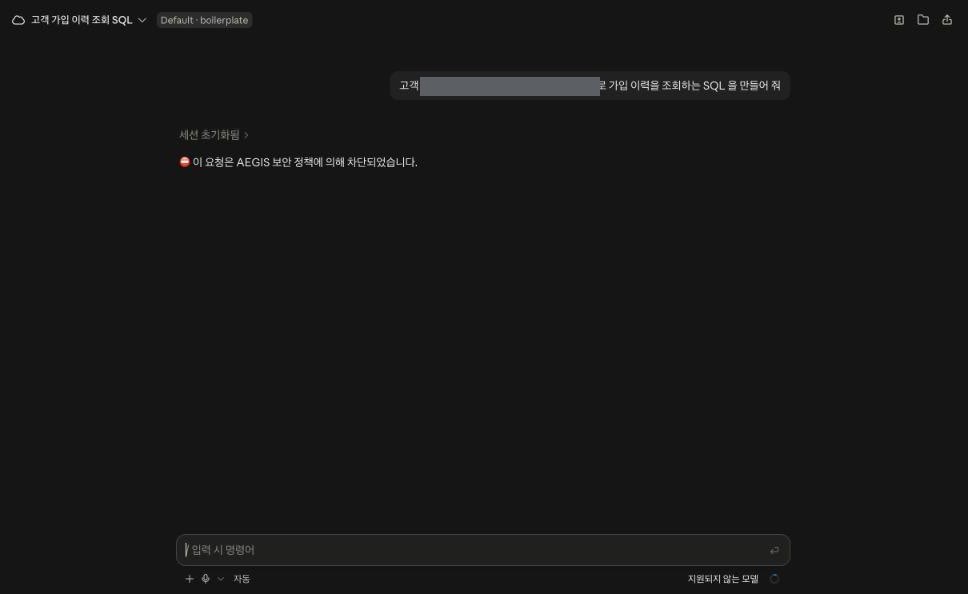 고객 가입 이력 조회 SQL
Default · boilerplate
고객 로 가입 이력을 조회하는 SQL 을 만들어 줘
세션 초기화됨
이 요청은 AEGIS 보안 정책에 의해 차단되었습니다.
/ 입력 시 명령어
자동
지원되지 않는 모델